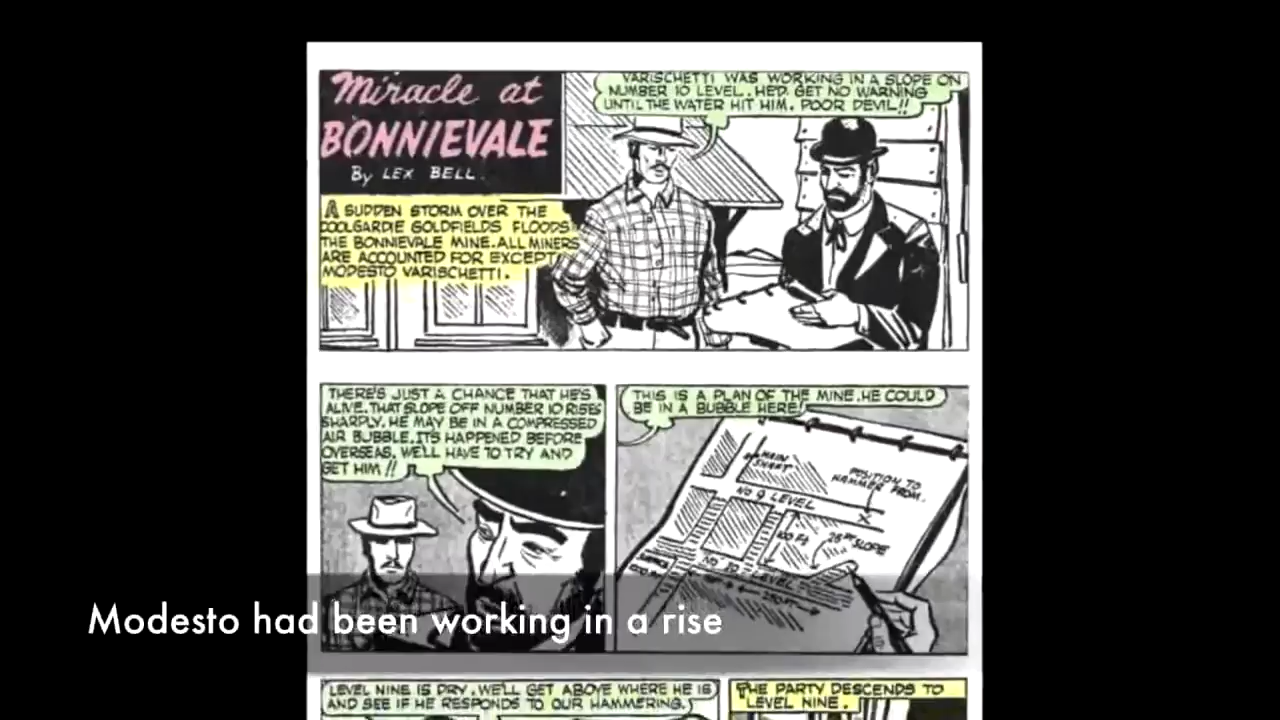 Miracle at
BONNIEVALE
By LEX BELL.
VARISCHETTI WAS WORKING IN A SLOPE ON
NUMBER 10 LEVEL. HE'D GET NO WARNING
UNTIL THE WATER HIT HIM. POOR DEVIL!!
A SUDDEN STORM OVER THE
COOLGARDIE GOLDFIELDS FLOODS
THE BONNIEVALE MINE. ALL MINERS
ARE ACCOUNTED FOR EXCEPT
MODESTO VARISCHETTI.
THERE'S JUST A CHANCE THAT HE'S
ALIVE. THAT SLOPE OFF NUMBER 10 RISES
SHARPLY. HE MAY BE IN A COMPRESSED
AIR BUBBLE. IT'S HAPPENED BEFORE
OVERSEAS. WE'LL HAVE TO TRY AND
GET HIM!!
THIS IS A PLAN OF THE MINE. HE COULD
BE IN A BUBBLE HERE!
MAIN
SHAFT
POSITION TO
HAMMER FROM.
X
NO 9 LEVEL
100 FT
28 FT SLOPE
NO 10 LEVEL
250 FT
Modesto had been working in a rise
LEVEL NINE IS DRY. WE'LL GET ABOVE WHERE HE IS
AND SEE IF HE RESPONDS TO OUR HAMMERING.
THE PARTY DESCENDS TO
LEVEL NINE.